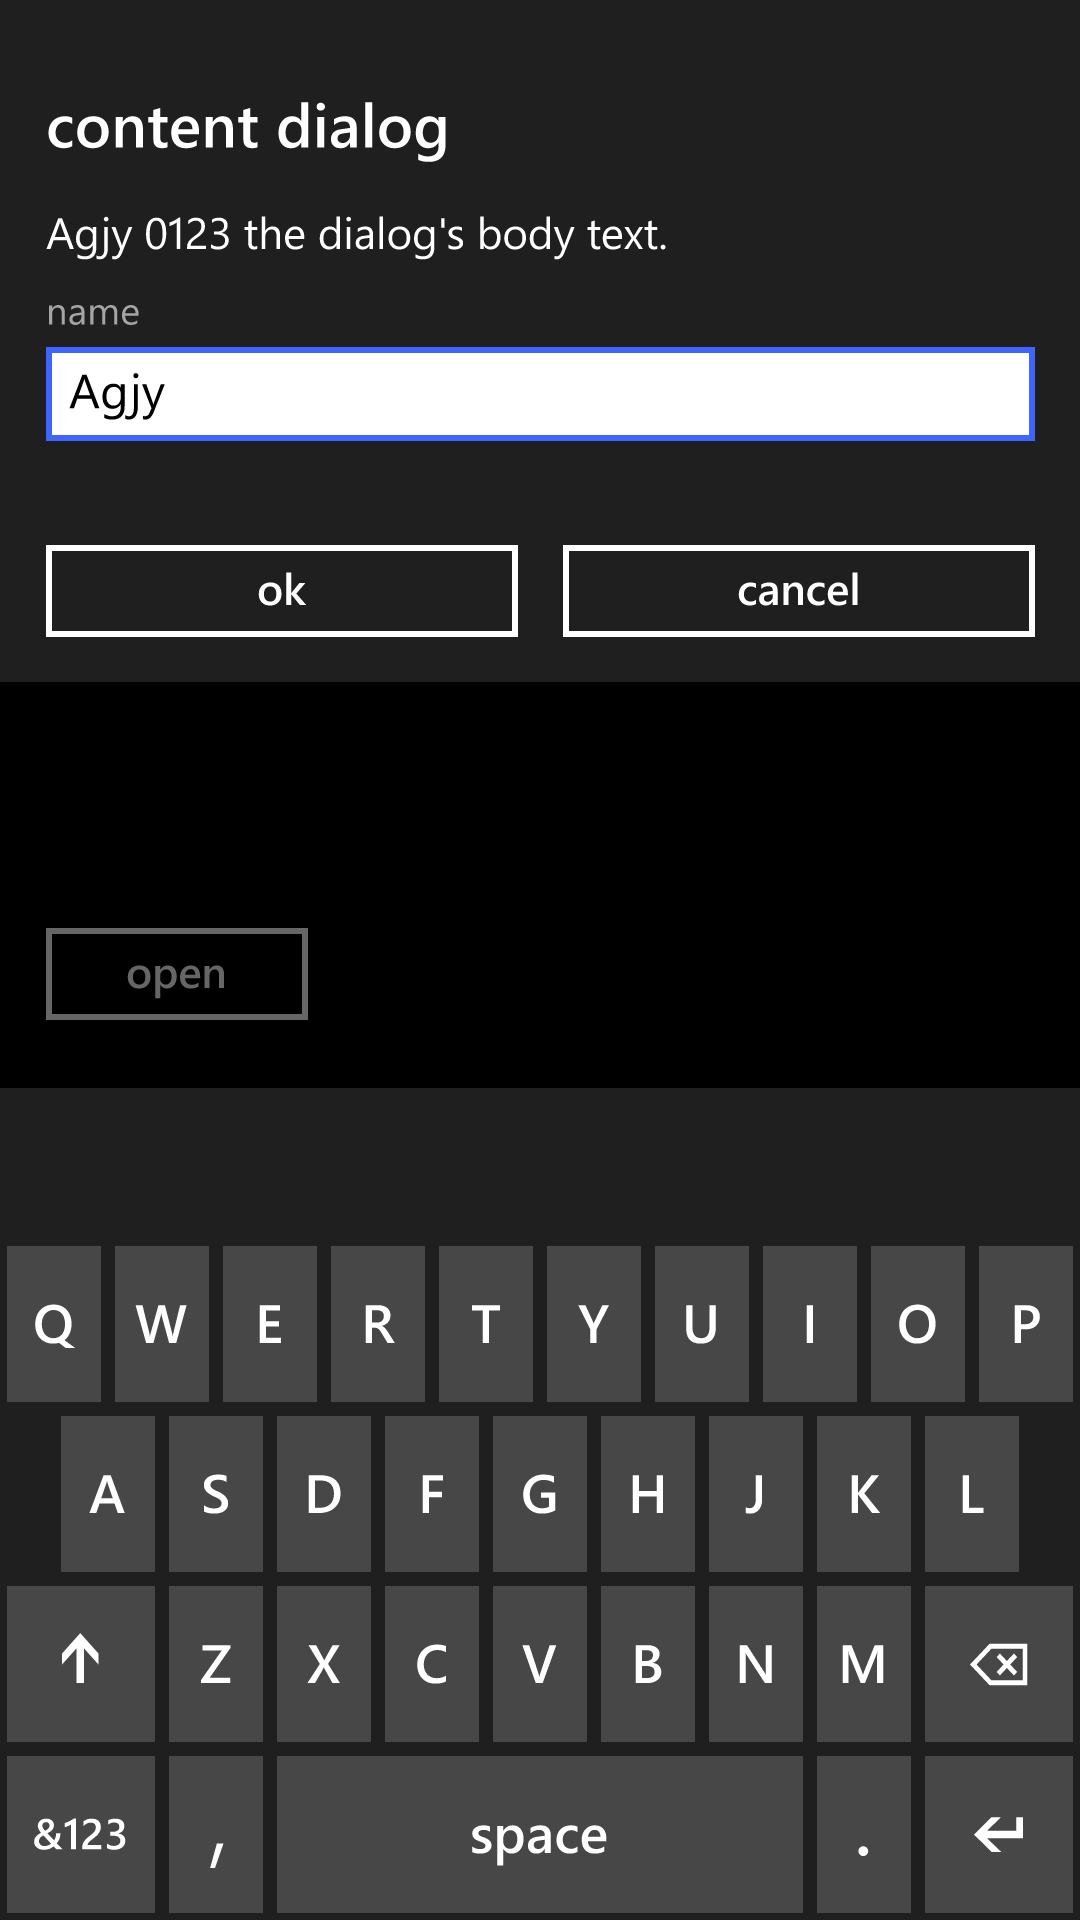 content dialog
Agjy 0123 the dialog's body text.
name
Agjy
ok cancel
open
Q W E R T Y U I O P
A S D F G H J K L
Z X C V B N M
&123 , space .